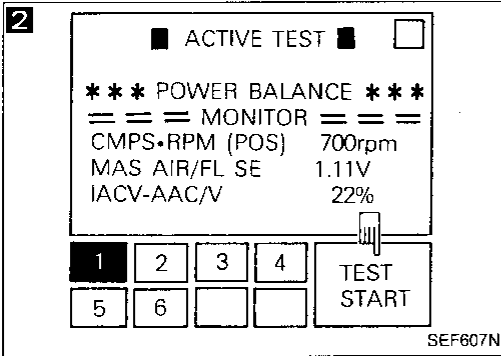 2
■ ACTIVE TEST ■ □
*** POWER BALANCE ***
= = = MONITOR = = =
CMPS•RPM (POS) 700rpm
MAS AIR/FL SE 1.11V
IACV-AAC/V 22%
1 2 3 4
5 6
TEST
START
SEF607N